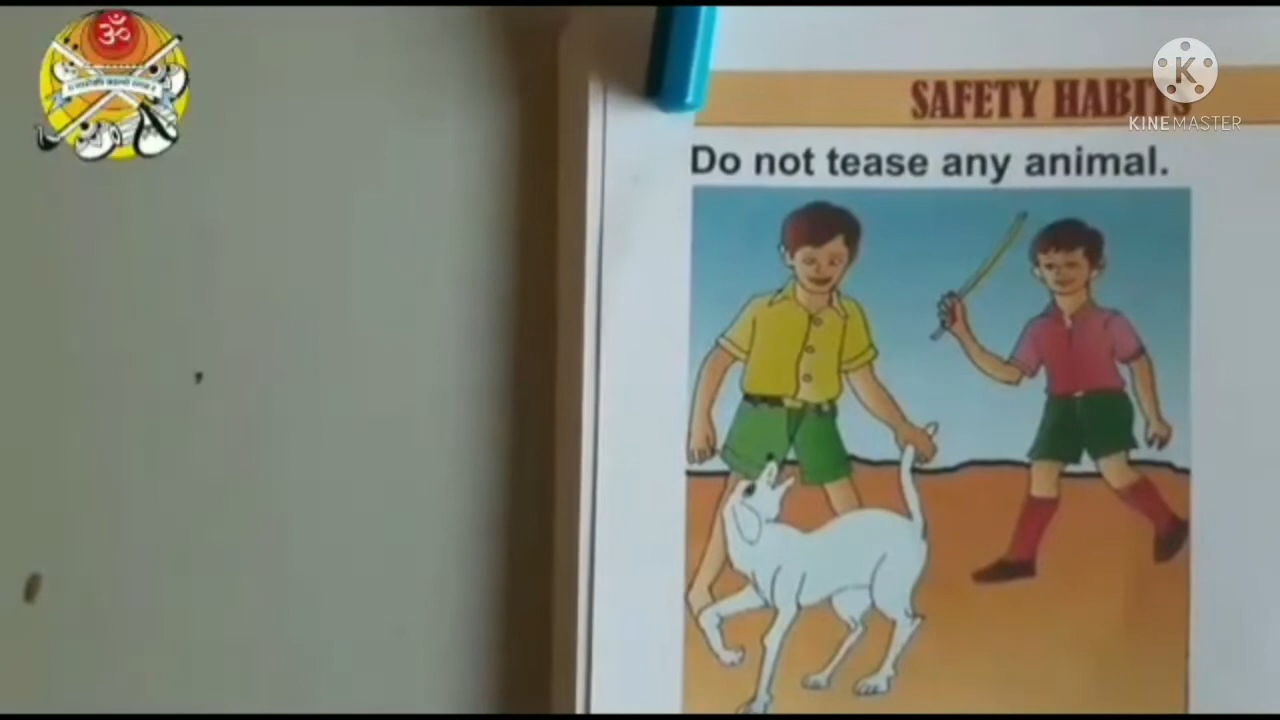 ॐ
SAFETY HABITS
K
KINEMASTER
Do not tease any animal.